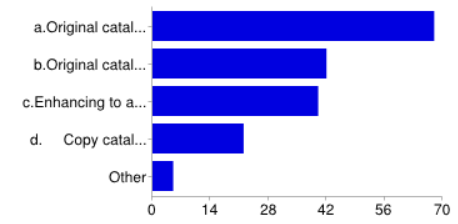 a.Original catal...
b.Original catal...
c.Enhancing to a...
d. Copy catal...
Other
0 14 28 42 56 70